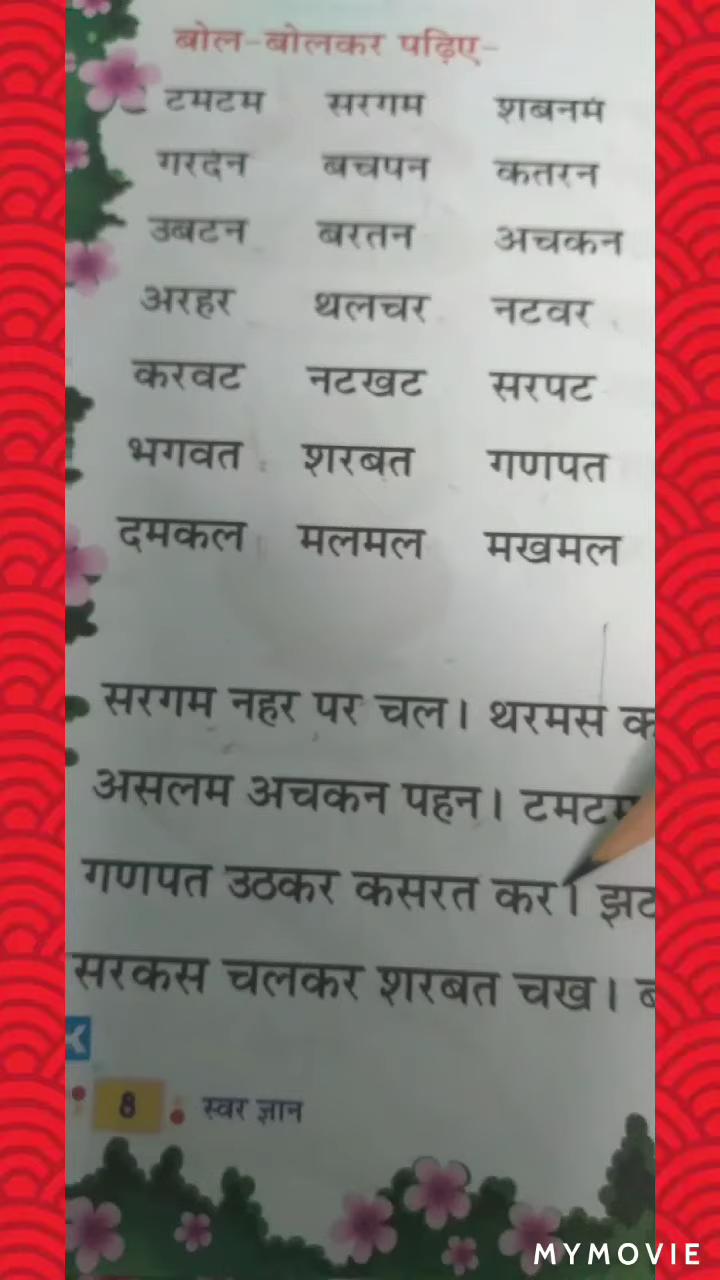 बोल-बोलकर पढ़िए-
टमटम सरगम शबनम
गरदन बचपन कतरन
उबटन बरतन अचकन
अरहर थलचर नटवर
करवट नटखट सरपट
भगवत शरबत गणपत
दमकल मलमल मखमल
सरगम नहर पर चल। थरमस
असलम अचकन पहन। टमटम
गणपत उठकर कसरत कर।
सरकस चलकर शरबत चख।
8 स्वर ज्ञान
MYMOVIE